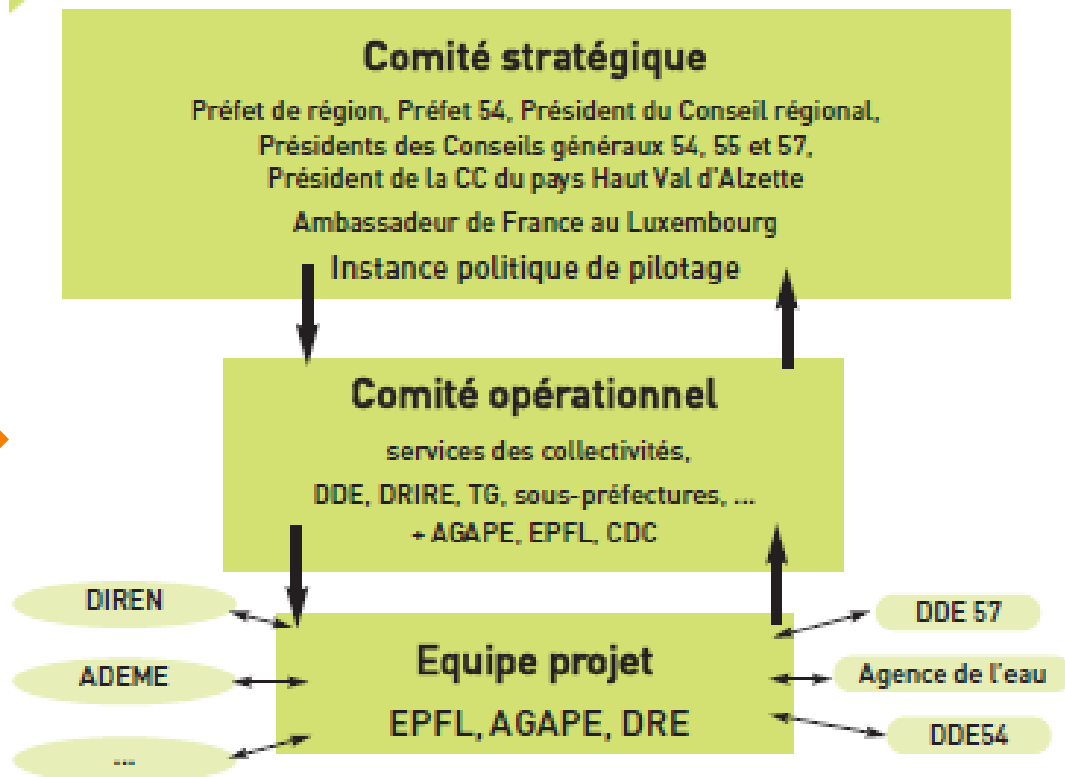 Comité stratégique
Préfet de région, Préfet 54, Président du Conseil régional,
Présidents des Conseils généraux 54, 55 et 57,
Président de la CC du pays Haut Val d'Alzette
Ambassadeur de France au Luxembourg
Instance politique de pilotage
Comité opérationnel
services des collectivités,
DDE, DRIRE, TG, sous-préfectures, ...
+ AGAPE, EPFL, CDC
DIREN
ADEME
...
Equipe projet
EPFL, AGAPE, DRE
DDE 57
Agence de l'eau
DDE54